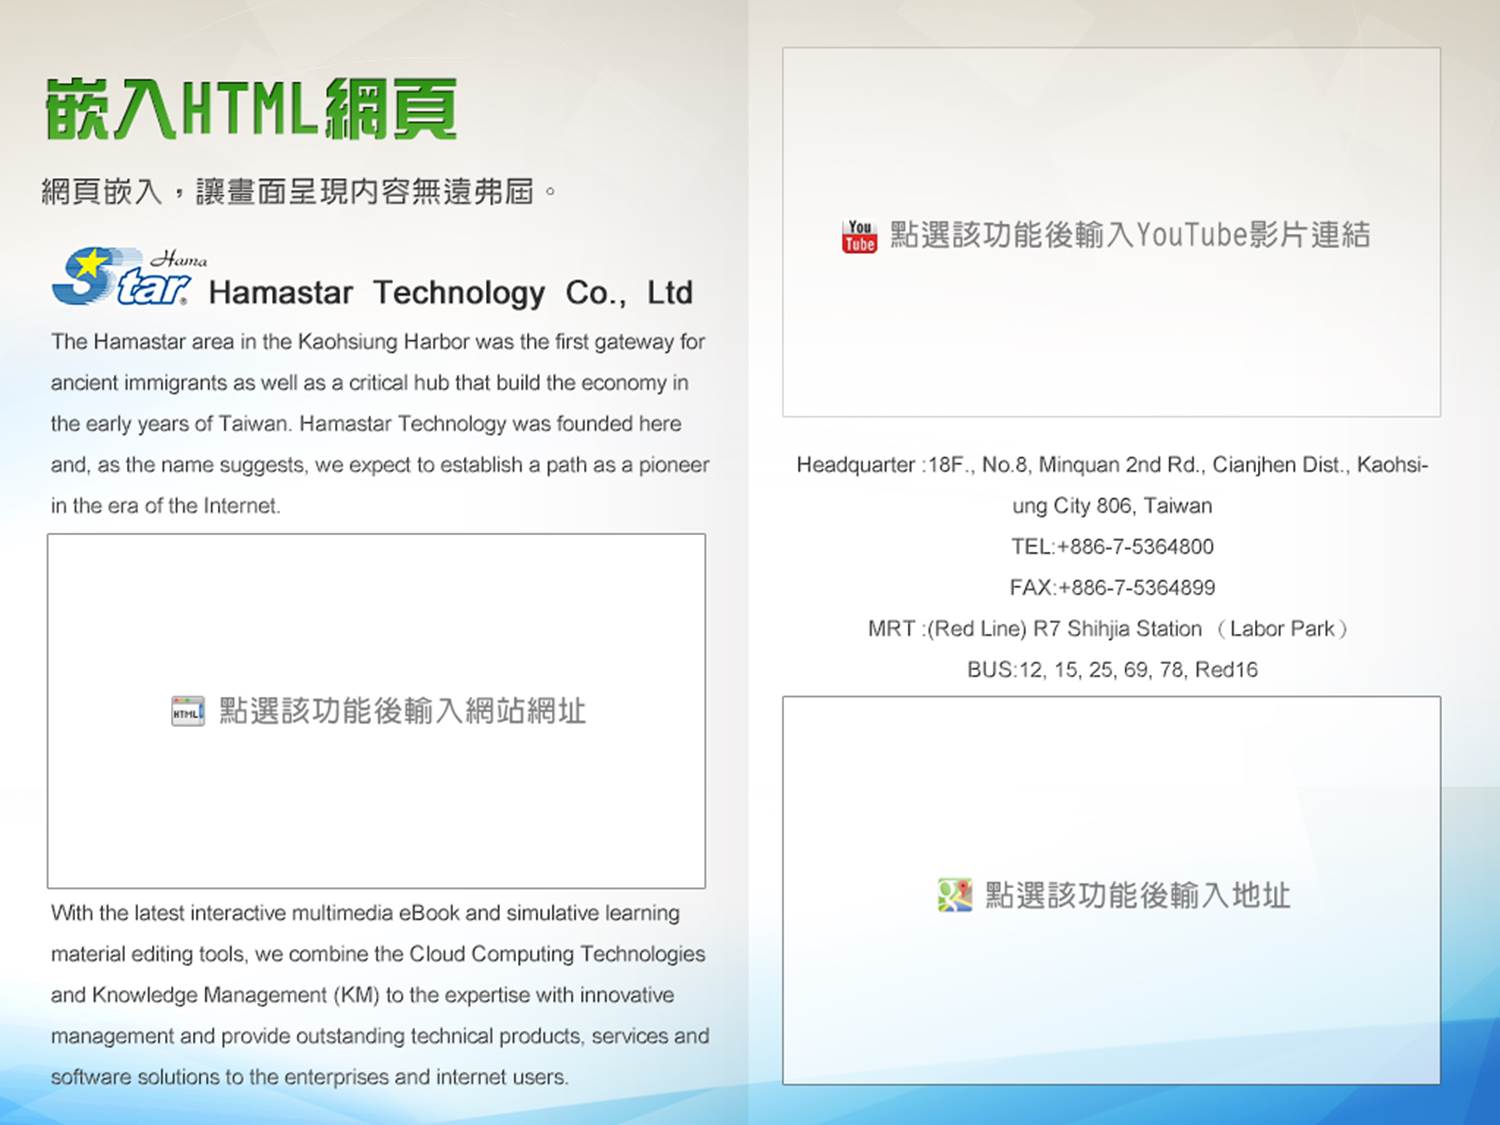 嵌入HTML網頁
網頁嵌入，讓畫面呈現內容無遠弗屆。
Hama
Star®
Hamastar Technology Co., Ltd
The Hamastar area in the Kaohsiung Harbor was the first gateway for
ancient immigrants as well as a critical hub that build the economy in
the early years of Taiwan. Hamastar Technology was founded here
and, as the name suggests, we expect to establish a path as a pioneer
in the era of the Internet.
HTML 點選該功能後輸入網站網址
With the latest interactive multimedia eBook and simulative learning
material editing tools, we combine the Cloud Computing Technologies
and Knowledge Management (KM) to the expertise with innovative
management and provide outstanding technical products, services and
software solutions to the enterprises and internet users.
You
Tube
點選該功能後輸入YouTube影片連結
Headquarter :18F., No.8, Minquan 2nd Rd., Cianjhen Dist., Kaohsi-
ung City 806, Taiwan
TEL:+886-7-5364800
FAX:+886-7-5364899
MRT :(Red Line) R7 Shihjia Station （Labor Park）
BUS:12, 15, 25, 69, 78, Red16
點選該功能後輸入地址